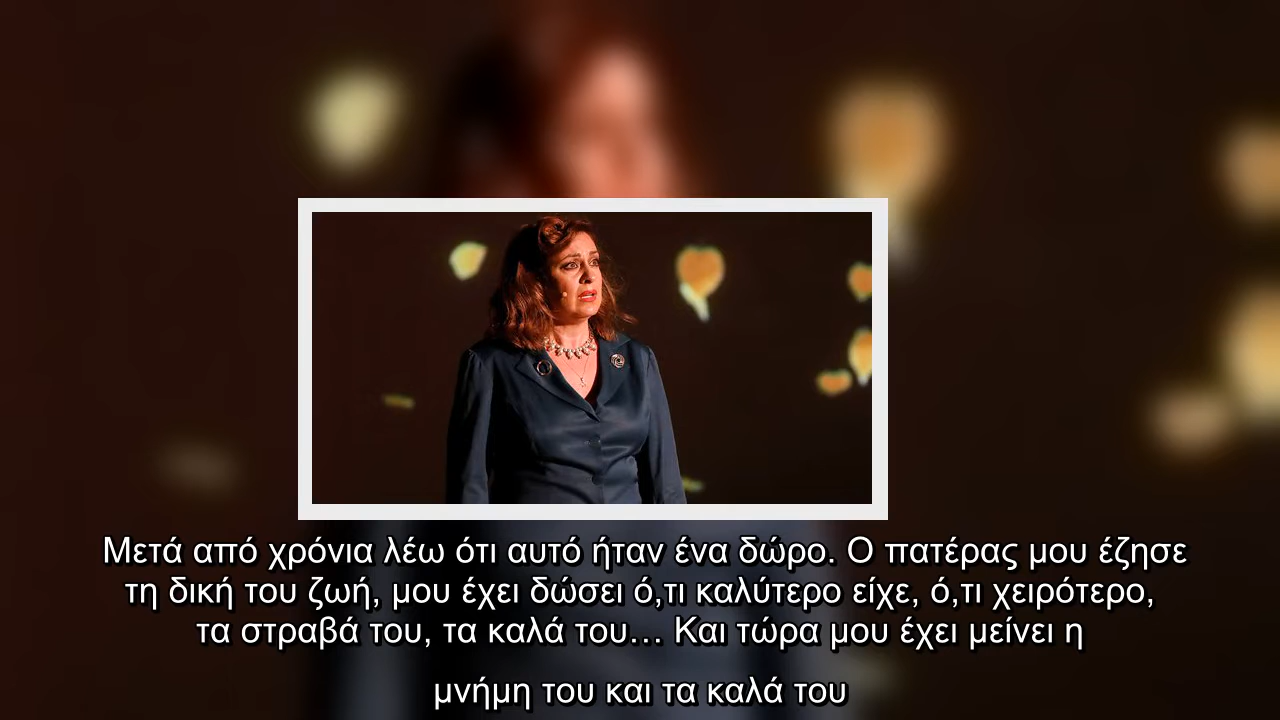 Μετά από χρόνια λέω ότι αυτό ήταν ένα δώρο. Ο πατέρας μου έζησε
τη δική του ζωή, μου έχει δώσει ό,τι καλύτερο είχε, ό,τι χειρότερο,
τα στραβά του, τα καλά του… Και τώρα μου έχει μείνει η
μνήμη του και τα καλά του